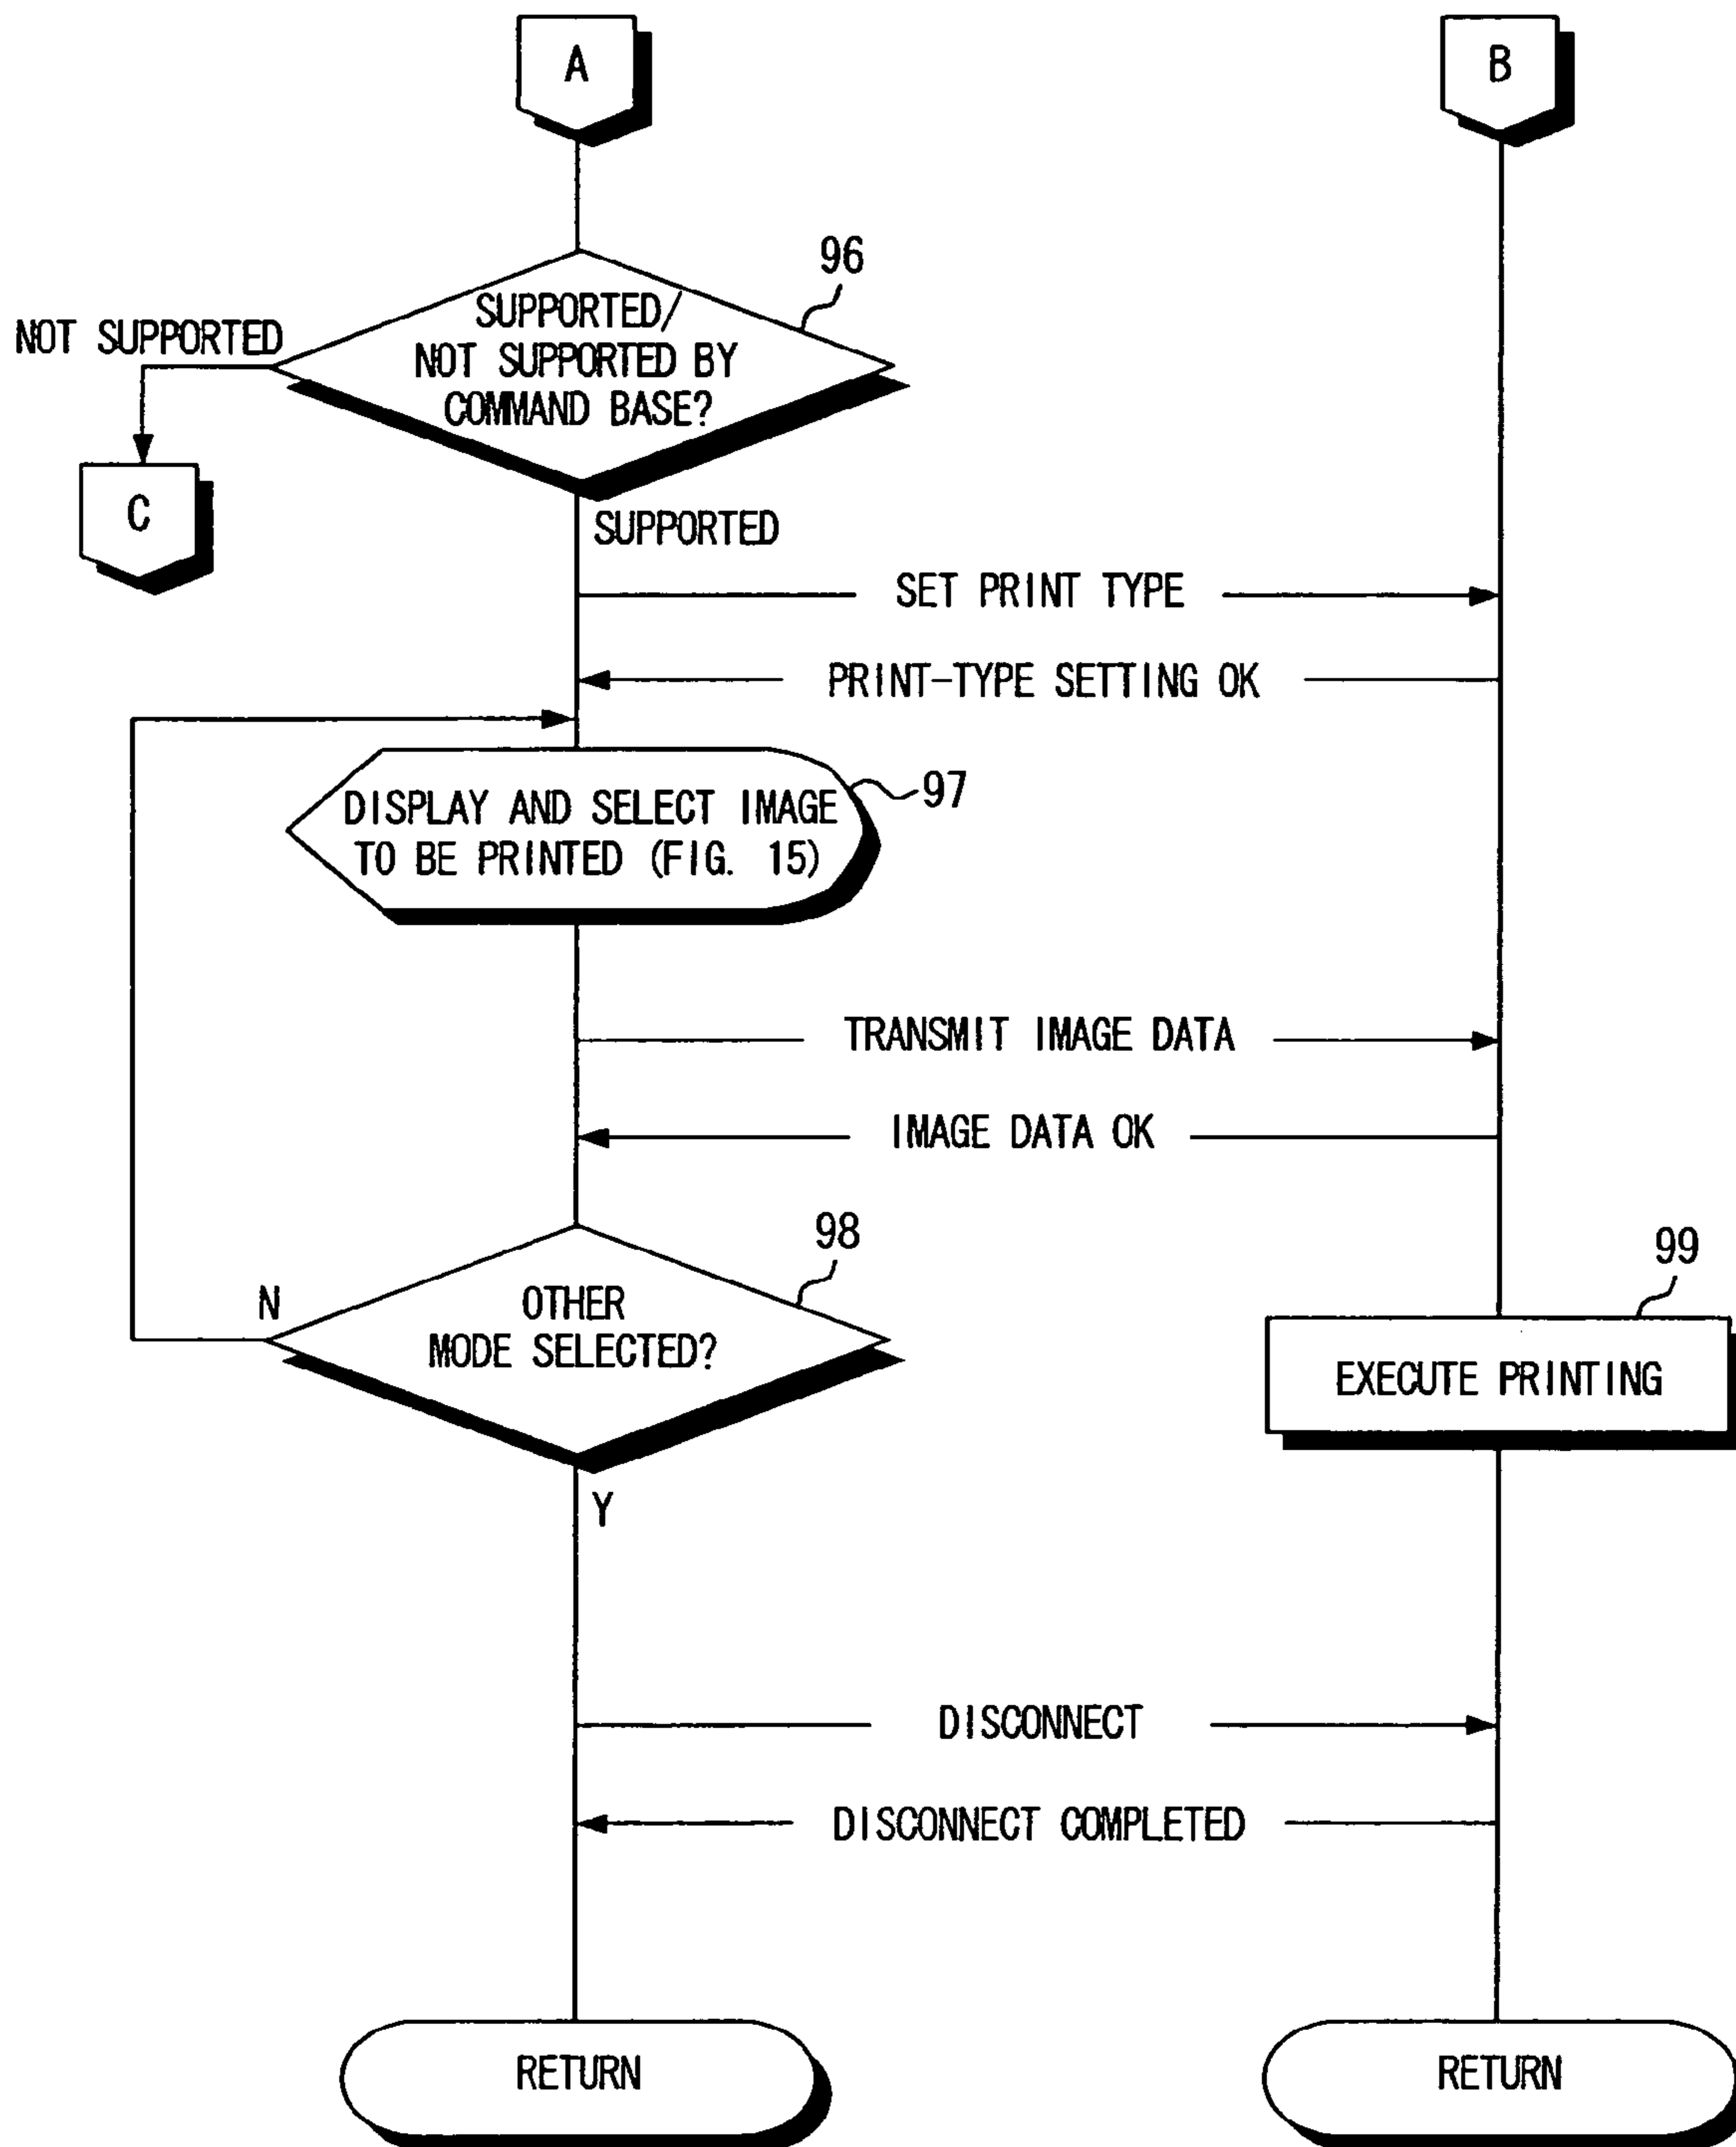 A
B
96
SUPPORTED/
NOT SUPPORTED BY
COMMAND BASE?
NOT SUPPORTED
C
SUPPORTED
SET PRINT TYPE
PRINT-TYPE SETTING OK
97
DISPLAY AND SELECT IMAGE
TO BE PRINTED (FIG. 15)
TRANSMIT IMAGE DATA
IMAGE DATA OK
98
N
OTHER
MODE SELECTED?
Y
99
EXECUTE PRINTING
DISCONNECT
DISCONNECT COMPLETED
RETURN
RETURN